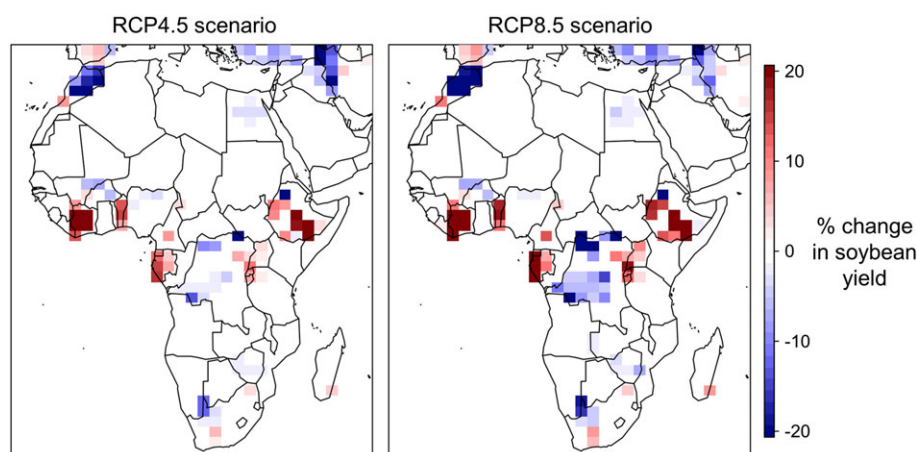 RCP4.5 scenario
RCP8.5 scenario
20
10
0
-10
-20
% change
in soybean
yield